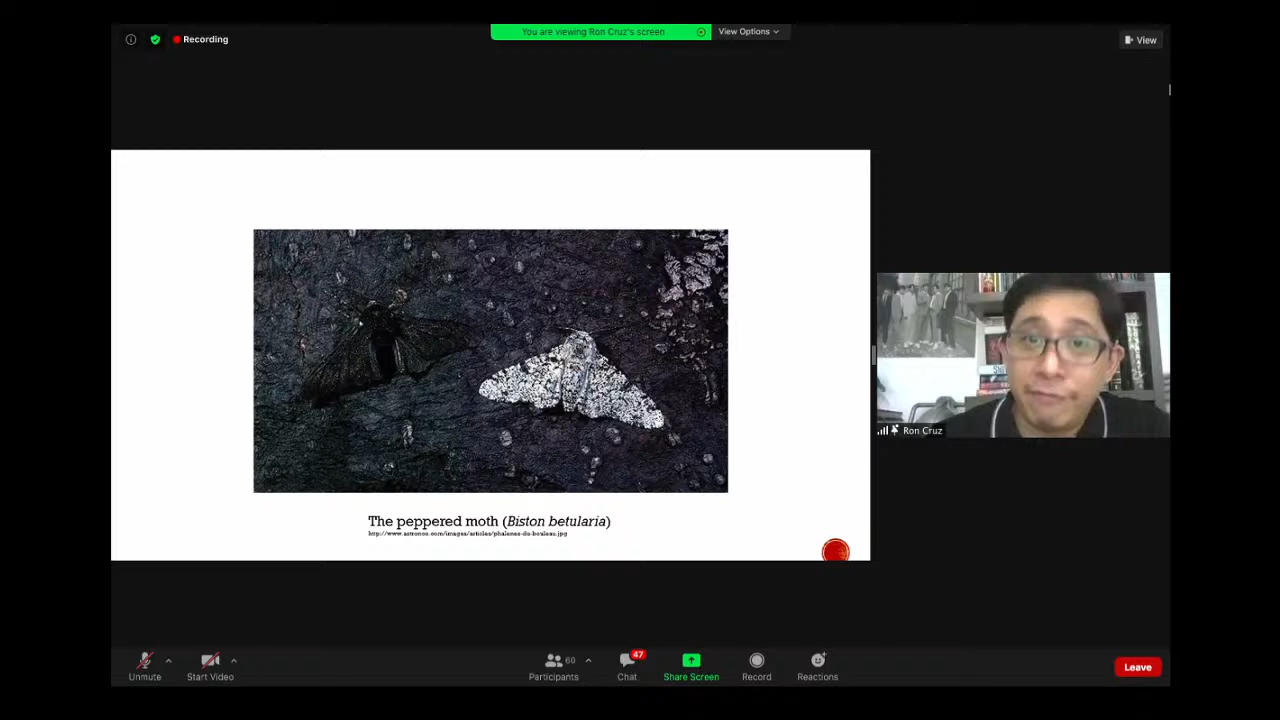 Recording
You are viewing Ron Cruz's screen
View Options
View
Ron Cruz
The peppered moth (Biston betularia)
http://www.astronoo.com/images/articles/phalenes-du-bouleau.jpg
Unmute
Start Video
60
Participants
47
Chat
Share Screen
Record
Reactions
Leave